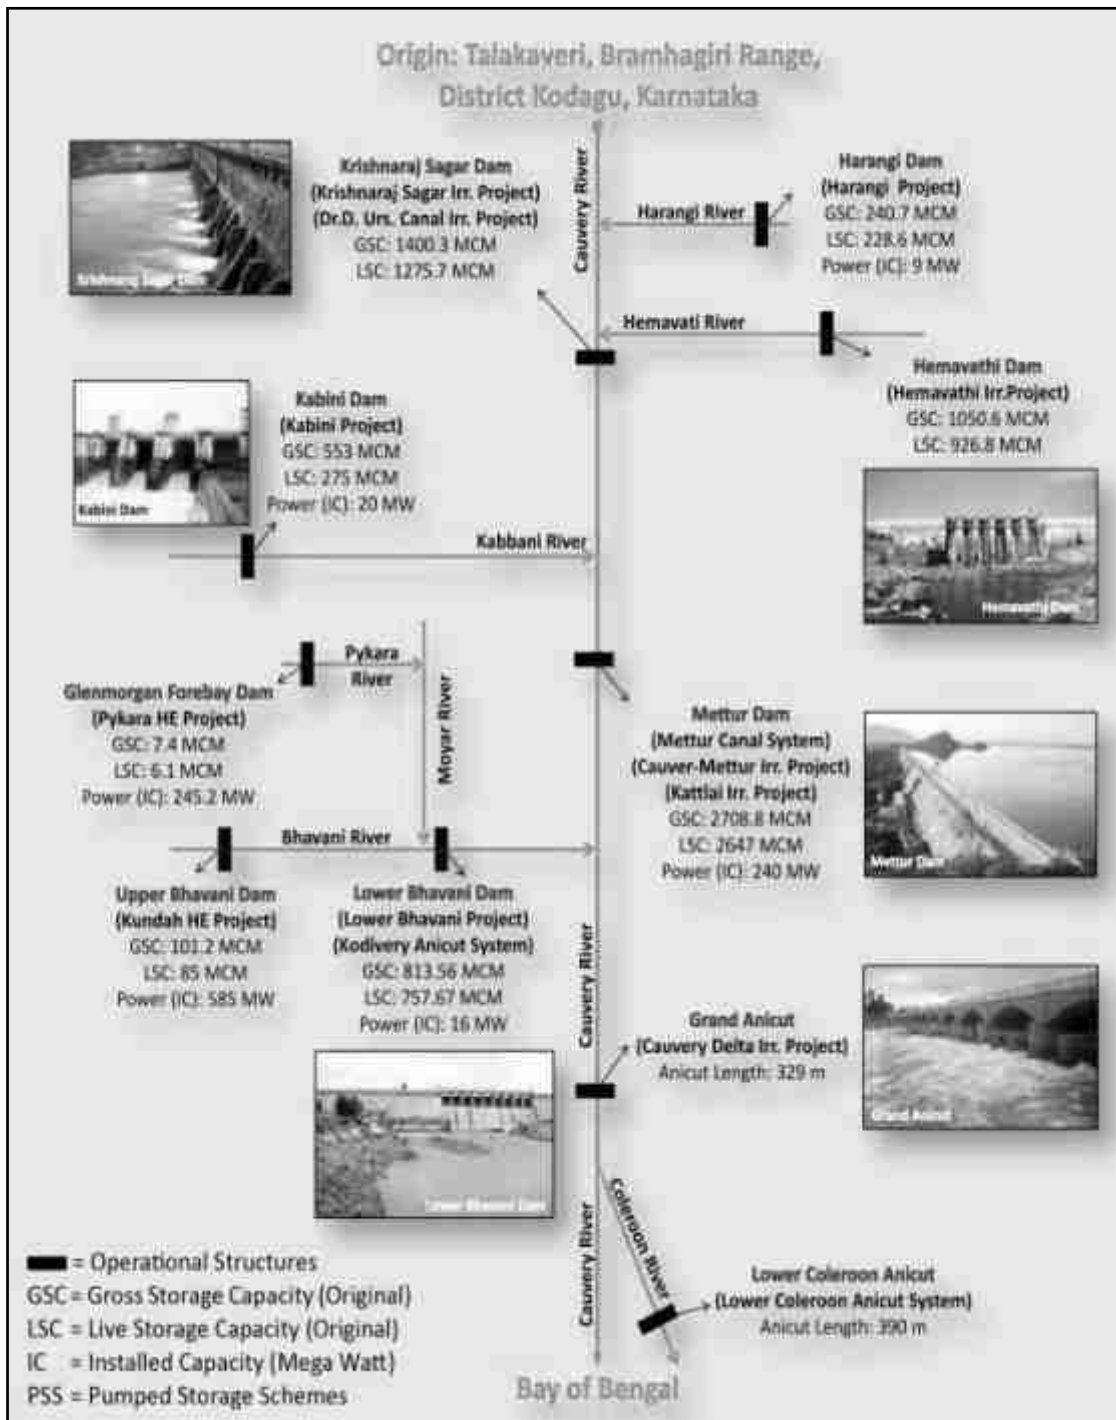 Origin: Talakaveri, Bramhagiri Range,
District Kodagu, Karnataka
Cauvery River
Krishnaraj Sagar Dam
(Krishnaraj Sagar Irr. Project)
(Dr.D. Urs. Canal Irr. Project)
GSC: 1400.3 MCM
LSC: 1275.7 MCM
Krishnaraj Sagar Dam
Harangi River
Harangi Dam
(Harangi Project)
GSC: 240.7 MCM
LSC: 228.6 MCM
Power (IC): 9 MW
Hemavati River
Hemavathi Dam
(Hemavathi Irr.Project)
GSC: 1050.6 MCM
LSC: 926.8 MCM
Hemavathi Dam
Kabini Dam
(Kabini Project)
GSC: 553 MCM
LSC: 275 MCM
Power (IC): 20 MW
Kabini Dam
Kabbani River
Pykara
River
Glenmorgan Forebay Dam
(Pykara HE Project)
GSC: 7.4 MCM
LSC: 6.1 MCM
Power (IC): 245.2 MW
Moyar River
Mettur Dam
(Mettur Canal System)
(Cauver-Mettur Irr. Project)
(Kattlai Irr. Project)
GSC: 2708.8 MCM
LSC: 2647 MCM
Power (IC): 240 MW
Mettur Dam
Bhavani River
Upper Bhavani Dam
(Kundah HE Project)
GSC: 101.2 MCM
LSC: 85 MCM
Power (IC): 585 MW
Lower Bhavani Dam
(Lower Bhavani Project)
(Kodivery Anicut System)
GSC: 813.56 MCM
LSC: 757.67 MCM
Power (IC): 16 MW
Lower Bhavani Dam
Cauvery River
Grand Anicut
(Cauvery Delta Irr. Project)
Anicut Length: 329 m
Grand Anicut
Cauvery River
Coleroon River
Lower Coleroon Anicut
(Lower Coleroon Anicut System)
Anicut Length: 390 m
= Operational Structures
GSC = Gross Storage Capacity (Original)
LSC = Live Storage Capacity (Original)
IC = Installed Capacity (Mega Watt)
PSS = Pumped Storage Schemes
Bay of Bengal